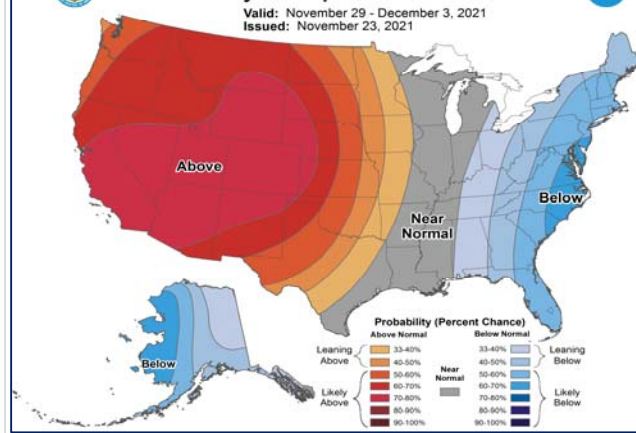 Valid: November 29 - December 3, 2021
Issued: November 23, 2021
Above
Near
Normal
Below
Below
Probability (Percent Chance)
Above Normal
Below Normal
Leaning
Above
33-40%
40-50%
Likely
Above
50-60%
60-70%
70-80%
80-90%
90-100%
Near
Normal
33-40%
40-50%
Leaning
Below
50-60%
60-70%
70-80%
80-90%
90-100%
Likely
Below